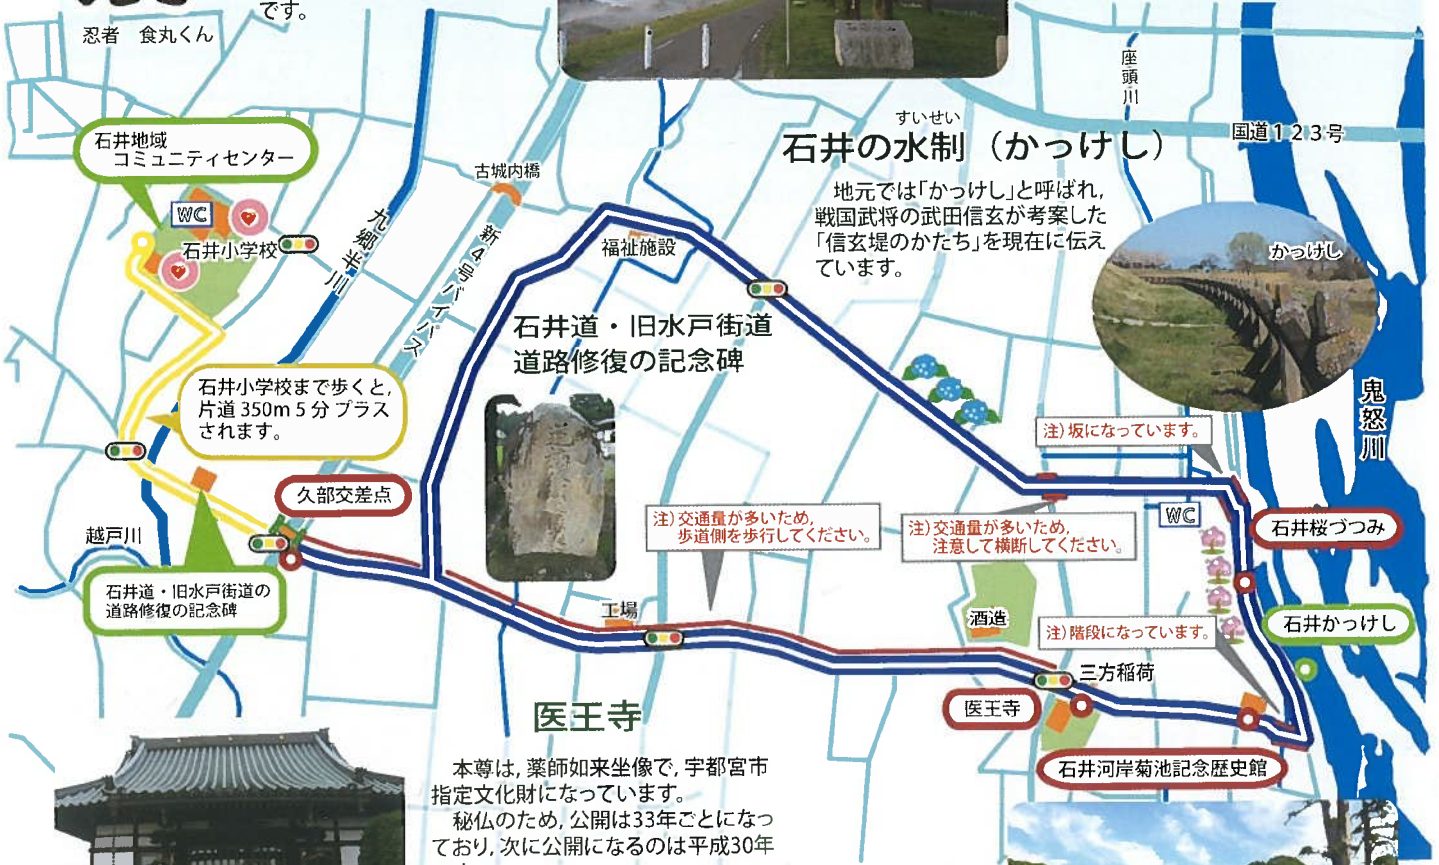 です。
忍者　食丸くん
座頭川
国道１２３号
石井地域
コミュニティセンター
WC
石井小学校
九郷半川
古城内橋
新４号バイパス
福祉施設
すいせい
石井の水制（かっけし）
地元では「かっけし」と呼ばれ,
戦国武将の武田信玄が考案した
「信玄堤のかたち」を現在に伝え
ています。
かっけし
鬼怒川
石井道・旧水戸街道
道路修復の記念碑
石井小学校まで歩くと,
片道 350m 5 分 プラス
されます。
久部交差点
越戸川
石井道・旧水戸街道の
道路修復の記念碑
注）交通量が多いため,
歩道側を歩行してください。
注）交通量が多いため,
注意して横断してください。
注）坂になっています。
WC
石井桜づつみ
石井かっけし
工場
酒造
注）階段になっています。
三方稲荷
医王寺
石井河岸菊池記念歴史館
医王寺
本尊は, 薬師如来坐像で, 宇都宮市
指定文化財になっています。
秘仏のため, 公開は33年ごとになっ
ており, 次に公開になるのは平成30年